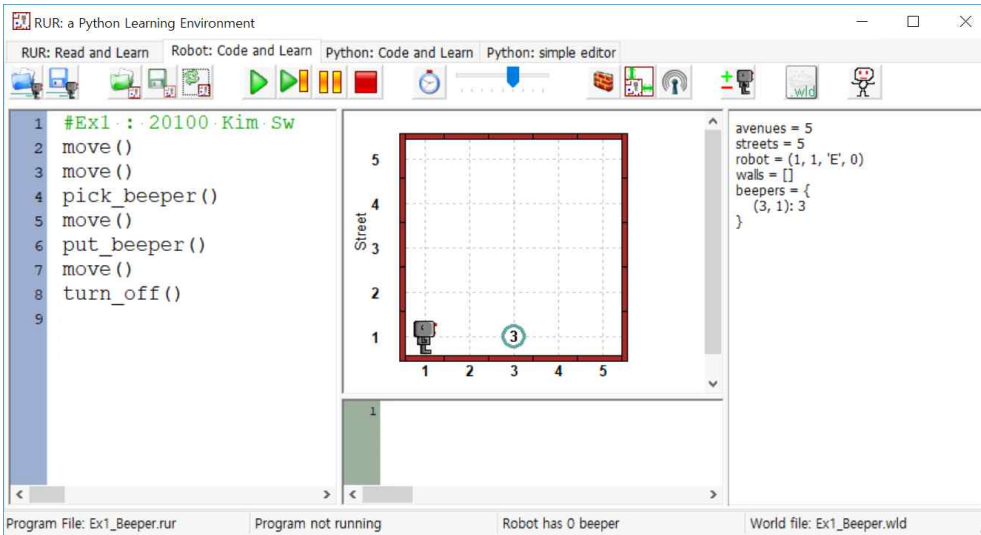 RUR: a Python Learning Environment
RUR: Read and Learn Robot: Code and Learn Python: Code and Learn Python: simple editor
.wld
1 #Ex1 : 20100 Kim Sw
2 move()
3 move()
4 pick_beeper()
5 move()
6 put_beeper()
7 move()
8 turn_off()
9
Street
5
4
3
2
1
3
1 2 3 4 5
1
avenues = 5
streets = 5
robot = (1, 1, 'E', 0)
walls = []
beepers = {
(3, 1): 3
}
Program File: Ex1_Beeper.rur Program not running Robot has 0 beeper World file: Ex1_Beeper.wld